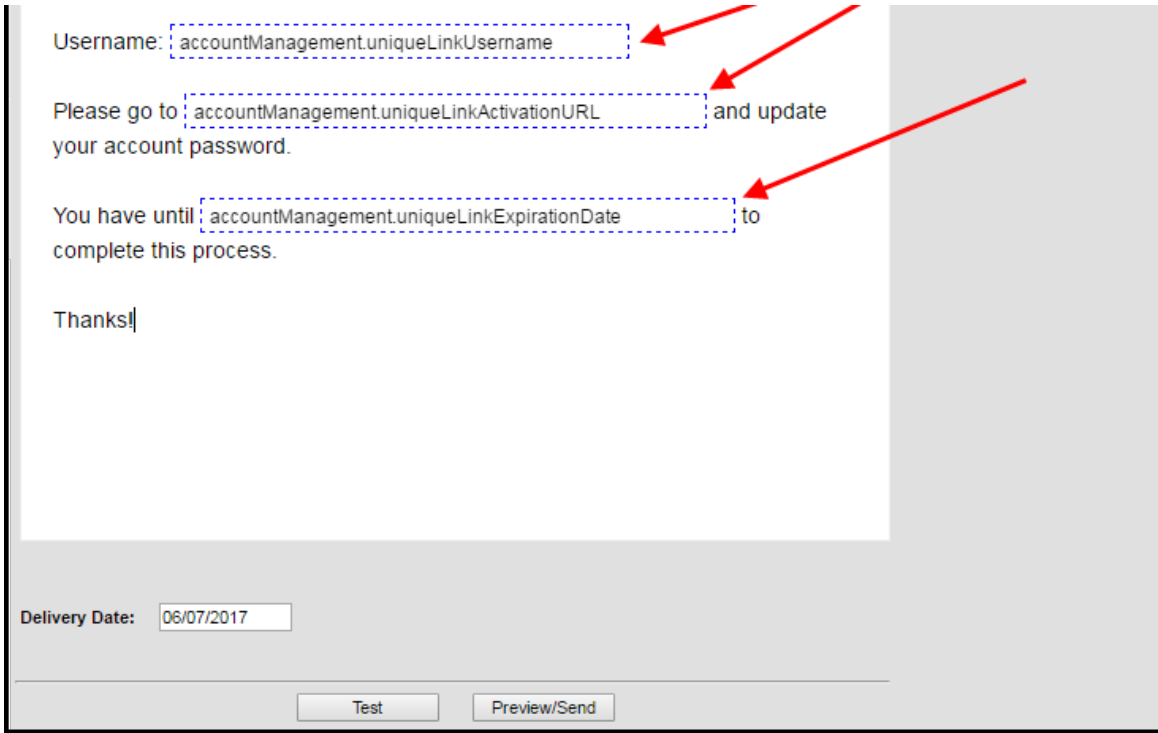 Username: accountManagement.uniqueLinkUsername
Please go to accountManagement.uniqueLinkActivationURL and update
your account password.
You have until accountManagement.uniqueLinkExpirationDate to
complete this process.
Thanks!
Delivery Date: 06/07/2017
Test Preview/Send